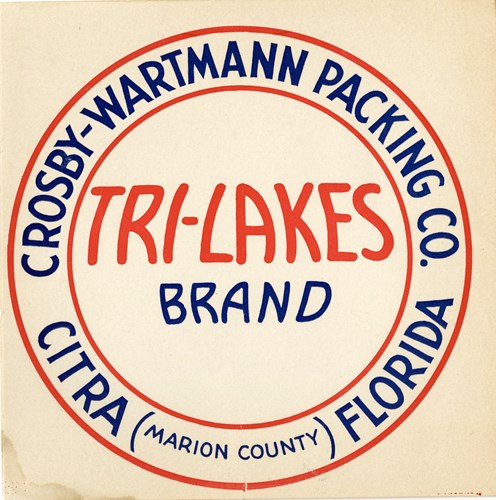 CROSBY-WARTMANN PACKING CO.
TRI-LAKES
BRAND
CITRA (MARION COUNTY) FLORIDA